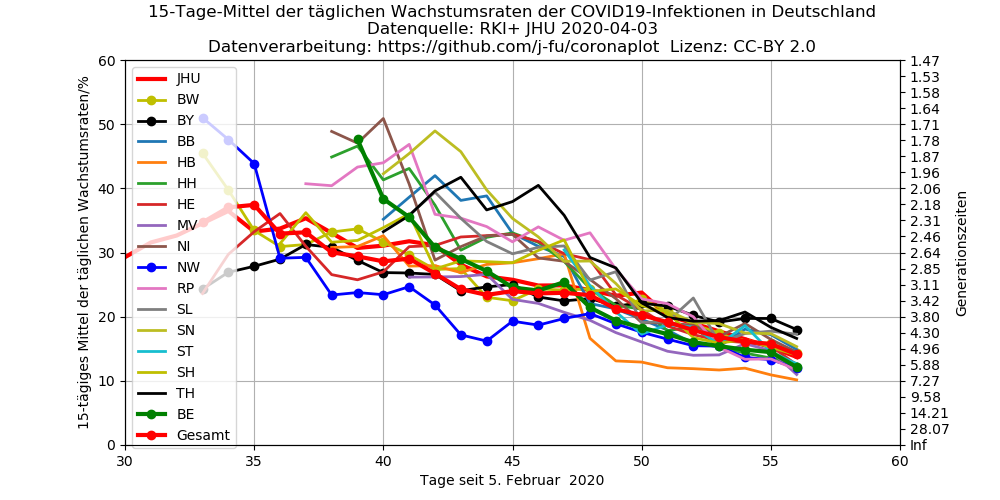 15-Tage-Mittel der täglichen Wachstumsraten der COVID19-Infektionen in Deutschland
Datenquelle: RKI+ JHU 2020-04-03
Datenverarbeitung: https://github.com/j-fu/coronaplot  Lizenz: CC-BY 2.0
15-tägiges Mittel der täglichen Wachstumsraten/%
60
50
40
30
20
10
0
JHU
BW
BY
BB
HB
HH
HE
MV
NI
NW
RP
SL
SN
ST
SH
TH
BE
Gesamt
1.47
1.53
1.58
1.64
1.71
1.78
1.87
1.96
2.06
2.18
2.31
2.46
2.64
2.85
3.11
3.42
3.80
4.30
4.96
5.88
7.27
9.58
14.21
28.07
Inf
Generationszeiten
30 35 40 45 50 55 60
Tage seit 5. Februar  2020